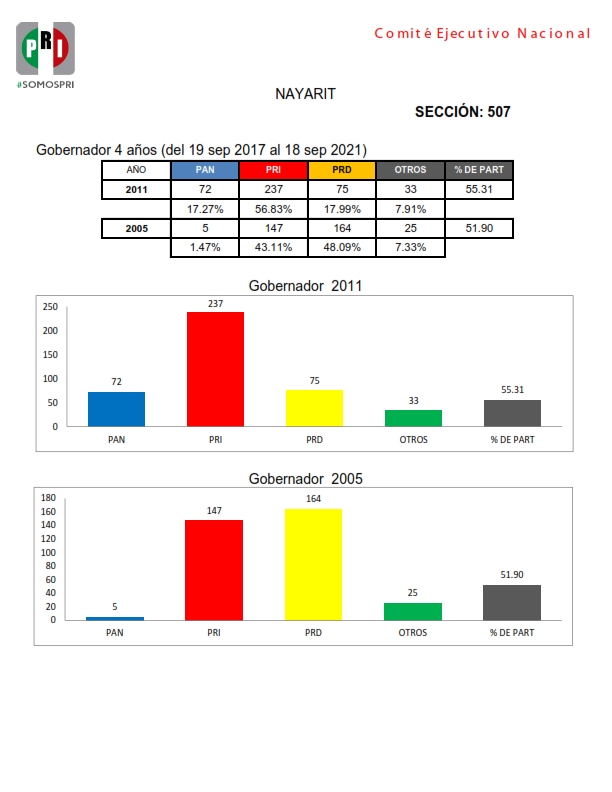 Comité Ejecutivo Nacional
PRI
#SOMOSPRI
NAYARIT
SECCIÓN: 507
Gobernador 4 años (del 19 sep 2017 al 18 sep 2021)
AÑO PAN PRI PRD OTROS % DE PART
2011 72 237 75 33 55.31
17.27% 56.83% 17.99% 7.91%
2005 5 147 164 25 51.90
1.47% 43.11% 48.09% 7.33%
Gobernador 2011
250
200
150
100
50
0
72 237 75 33 55.31
PAN PRI PRD OTROS % DE PART
Gobernador 2005
180
160
140
120
100
80
60
40
20
0
5 147 164 25 51.90
PAN PRI PRD OTROS % DE PART